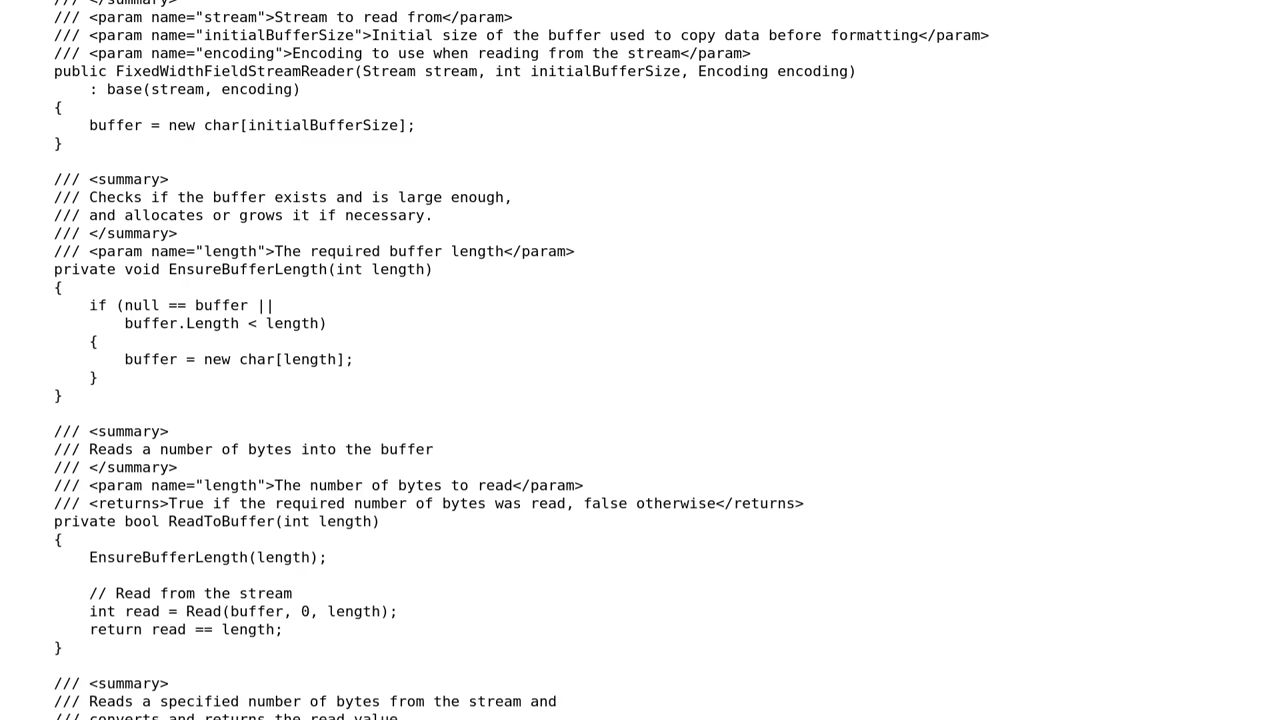 /// </summary>
/// <param name="stream">Stream to read from</param>
/// <param name="initialBufferSize">Initial size of the buffer used to copy data before formatting</param>
/// <param name="encoding">Encoding to use when reading from the stream</param>
public FixedWidthFieldStreamReader(Stream stream, int initialBufferSize, Encoding encoding)
    : base(stream, encoding)
{
    buffer = new char[initialBufferSize];
}

/// <summary>
/// Checks if the buffer exists and is large enough,
/// and allocates or grows it if necessary.
/// </summary>
/// <param name="length">The required buffer length</param>
private void EnsureBufferLength(int length)
{
    if (null == buffer ||
        buffer.Length < length)
    {
        buffer = new char[length];
    }
}

/// <summary>
/// Reads a number of bytes into the buffer
/// </summary>
/// <param name="length">The number of bytes to read</param>
/// <returns>True if the required number of bytes was read, false otherwise</returns>
private bool ReadToBuffer(int length)
{
    EnsureBufferLength(length);

    // Read from the stream
    int read = Read(buffer, 0, length);
    return read == length;
}

/// <summary>
/// Reads a specified number of bytes from the stream and
/// converts and returns the read value